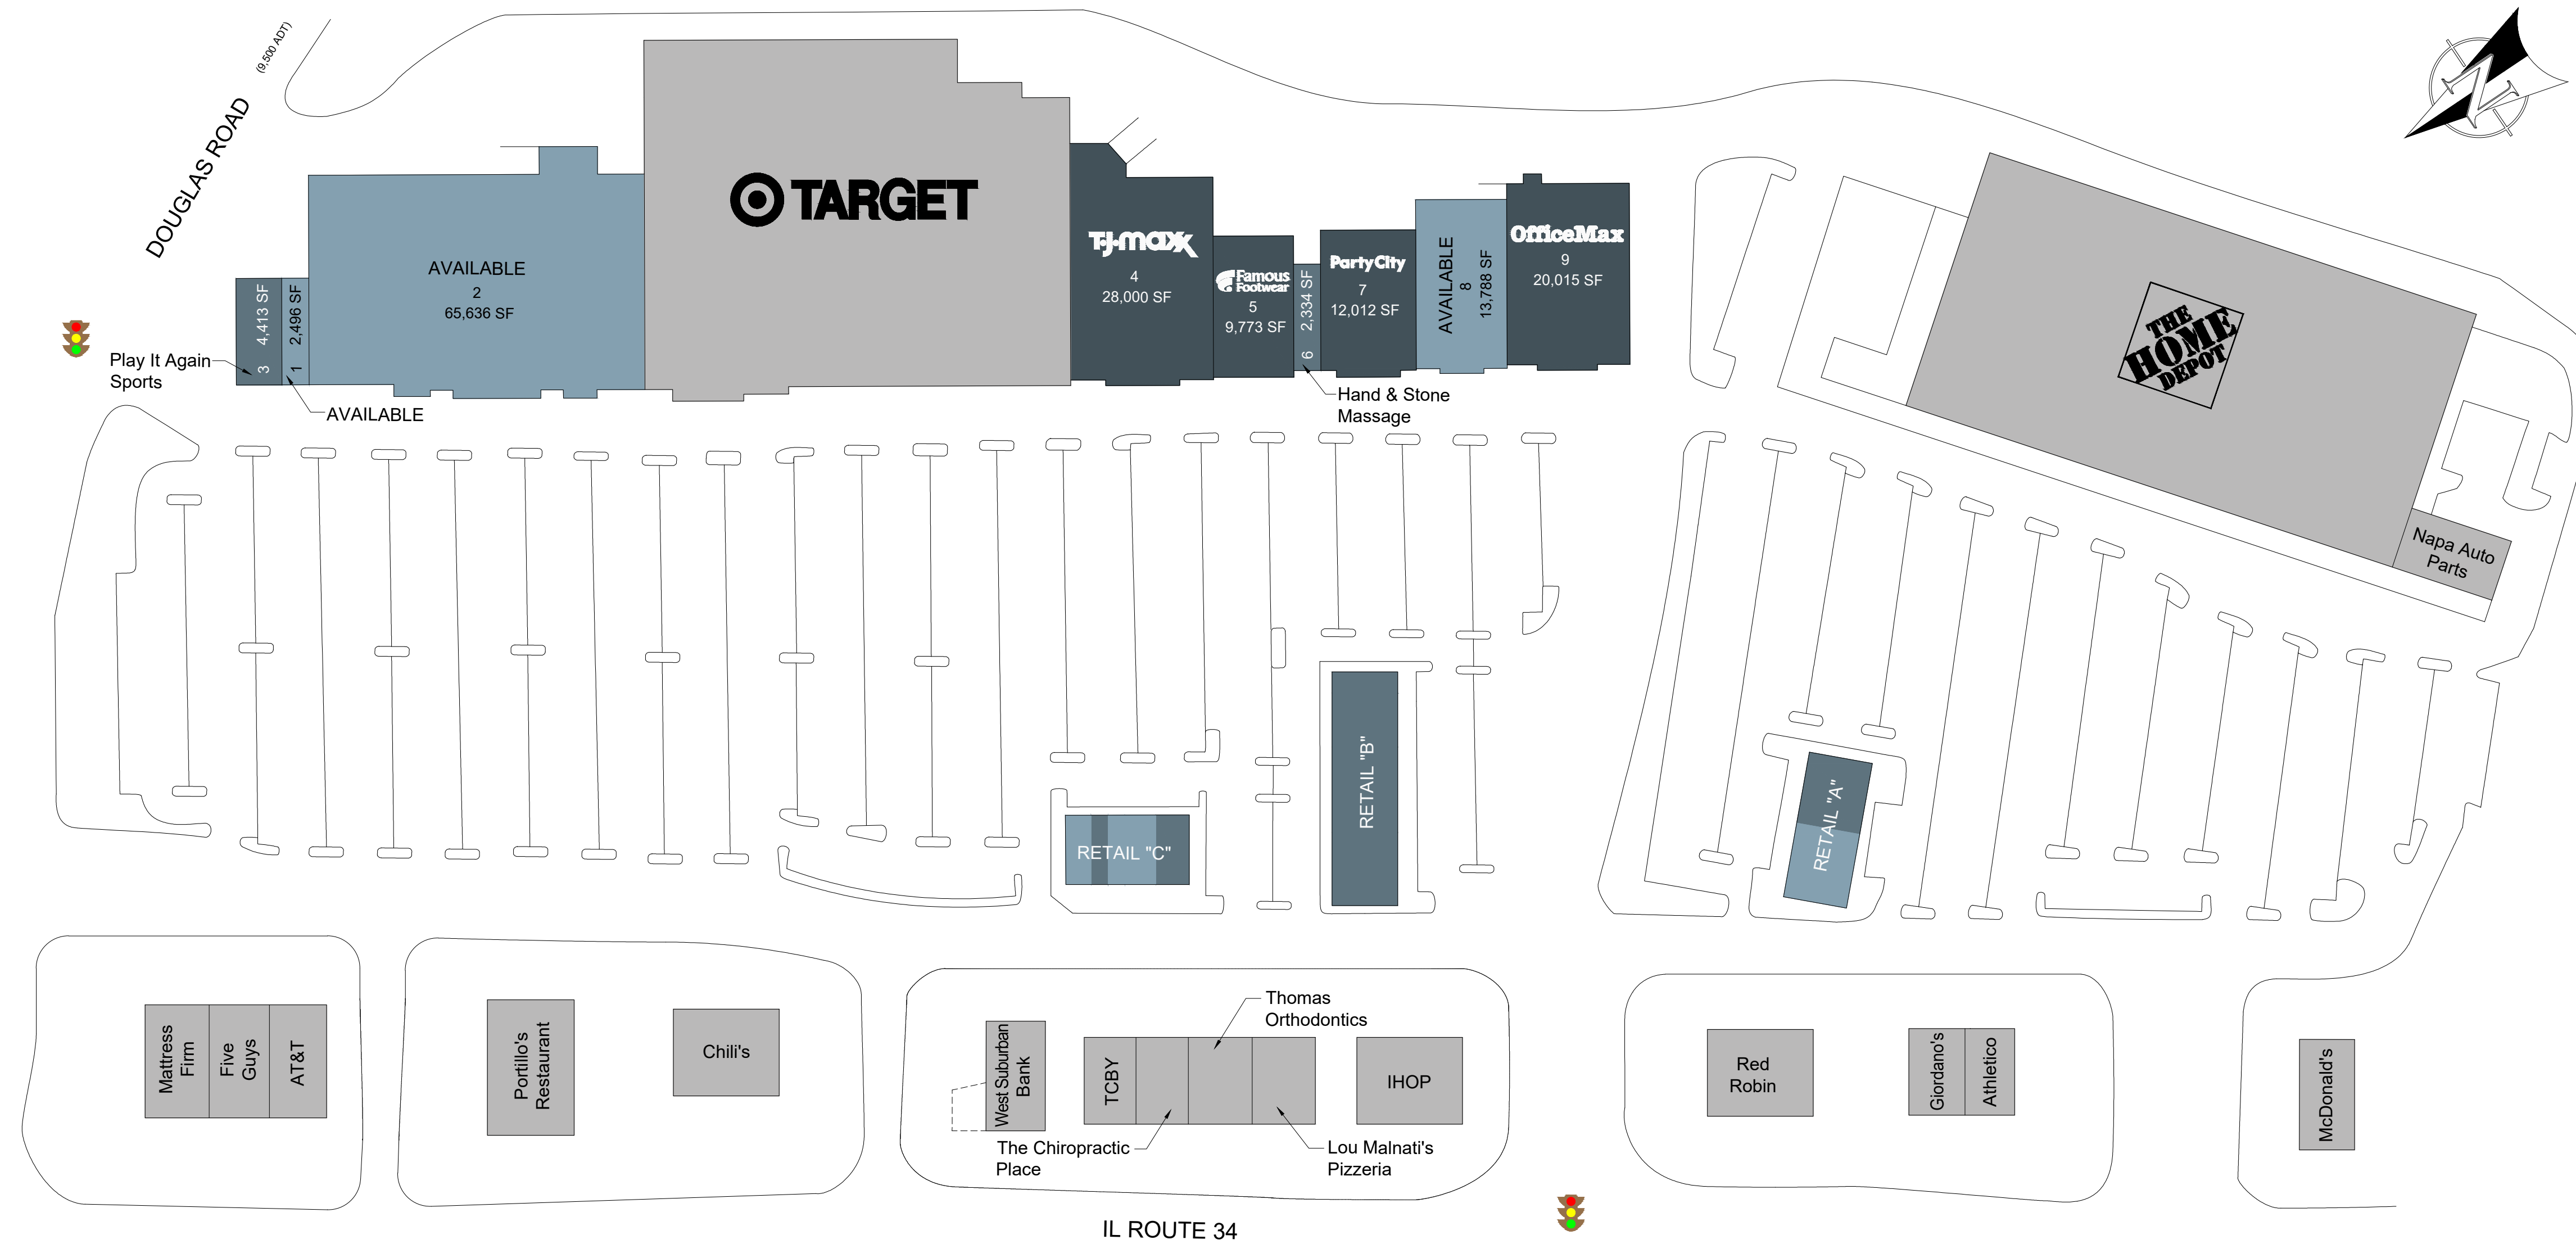 (9,500 ADT)
DOUGLAS ROAD
N
TARGET
AVAILABLE
2
65,636 SF
3 4,413 SF
1 2,496 SF
Play It Again
Sports
AVAILABLE
T·J·maxx
4
28,000 SF
Famous
Footwear
5
9,773 SF
6 2,334 SF
Hand & Stone
Massage
PartyCity
7
12,012 SF
AVAILABLE
8
13,788 SF
OfficeMax
9
20,015 SF
THE
HOME
DEPOT
Napa Auto
Parts
RETAIL "B"
RETAIL "A"
RETAIL "C"
Mattress
Firm
Five
Guys
AT&T
Portillo's
Restaurant
Chili's
West Suburban
Bank
TCBY
The Chiropractic
Place
Thomas
Orthodontics
Lou Malnati's
Pizzeria
IHOP
Red
Robin
Giordano's
Athletico
McDonald's
IL ROUTE 34